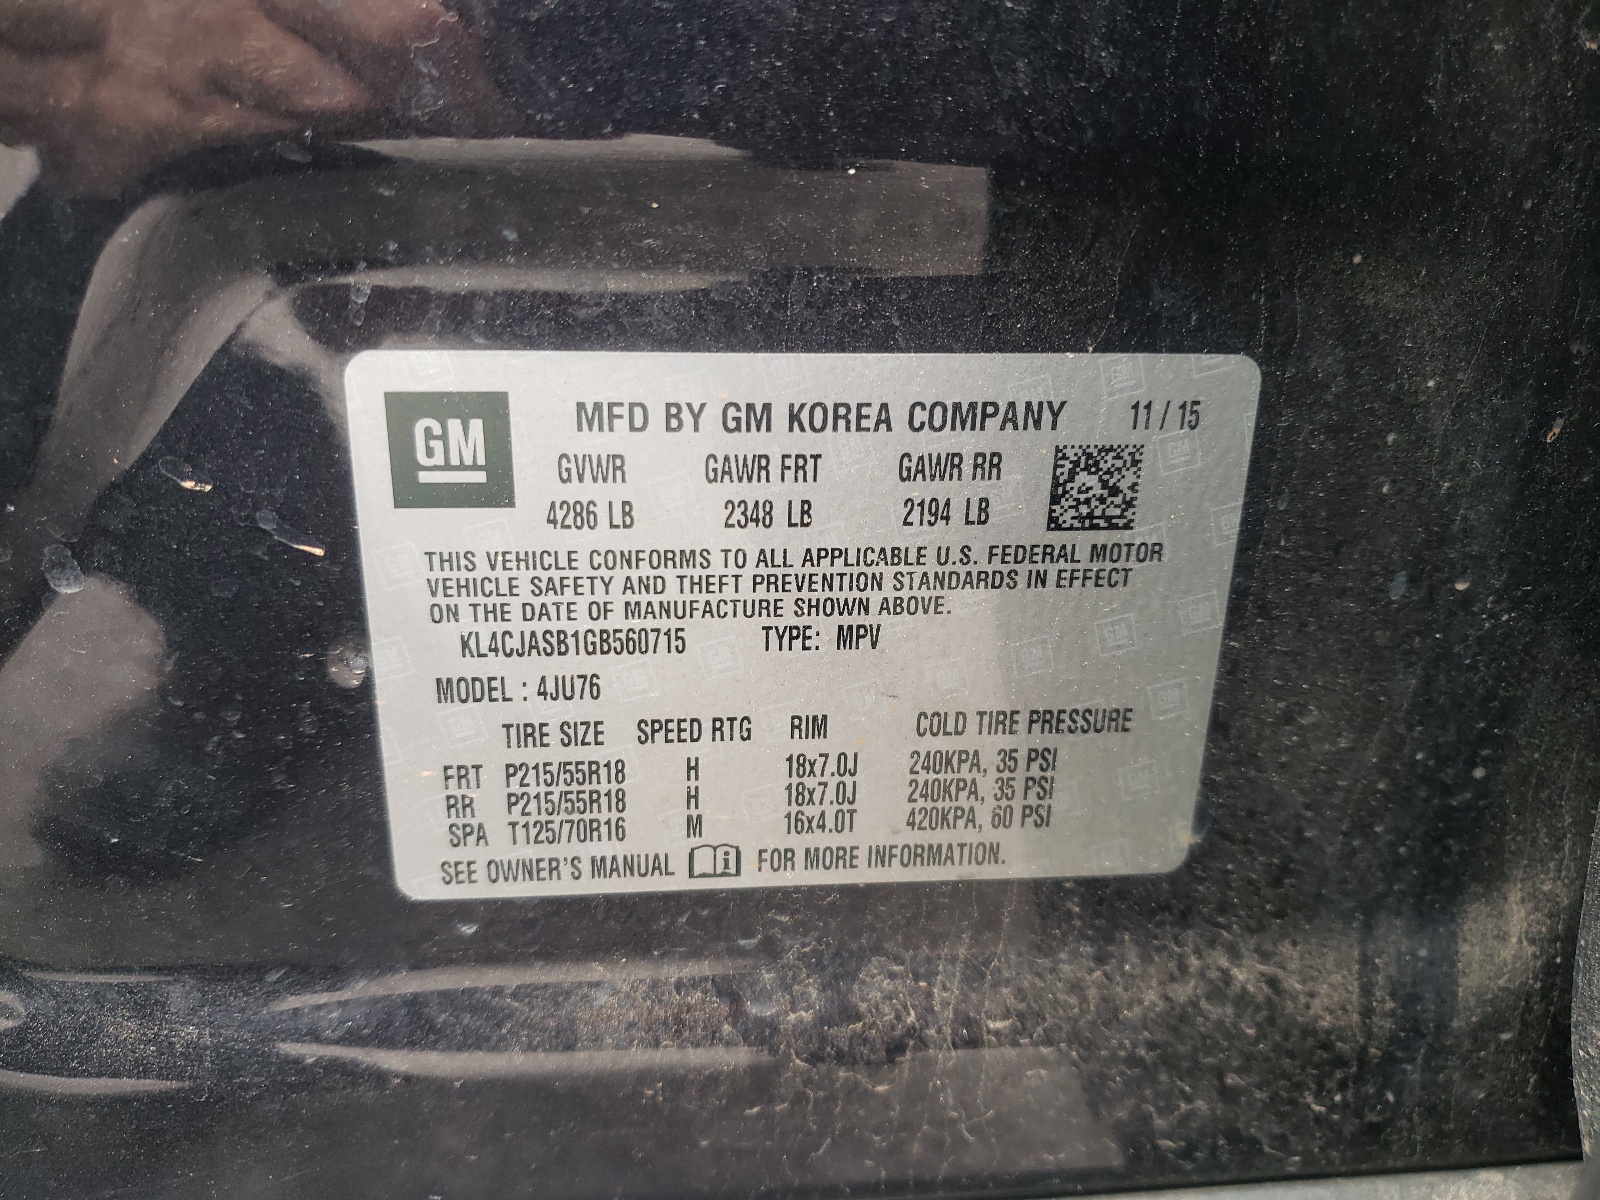 GM
MFD BY GM KOREA COMPANY 11 / 15
GVWR GAWR FRT GAWR RR
4286 LB 2348 LB 2194 LB
THIS VEHICLE CONFORMS TO ALL APPLICABLE U.S. FEDERAL MOTOR
VEHICLE SAFETY AND THEFT PREVENTION STANDARDS IN EFFECT
ON THE DATE OF MANUFACTURE SHOWN ABOVE.
KL4CJASB1GB560715 TYPE: MPV
MODEL : 4JU76
TIRE SIZE SPEED RTG RIM COLD TIRE PRESSURE
FRT P215/55R18 H 18x7.0J 240KPA, 35 PSI
RR P215/55R18 H 18x7.0J 240KPA, 35 PSI
SPA T125/70R16 M 16x4.0T 420KPA, 60 PSI
SEE OWNER'S MANUAL FOR MORE INFORMATION.